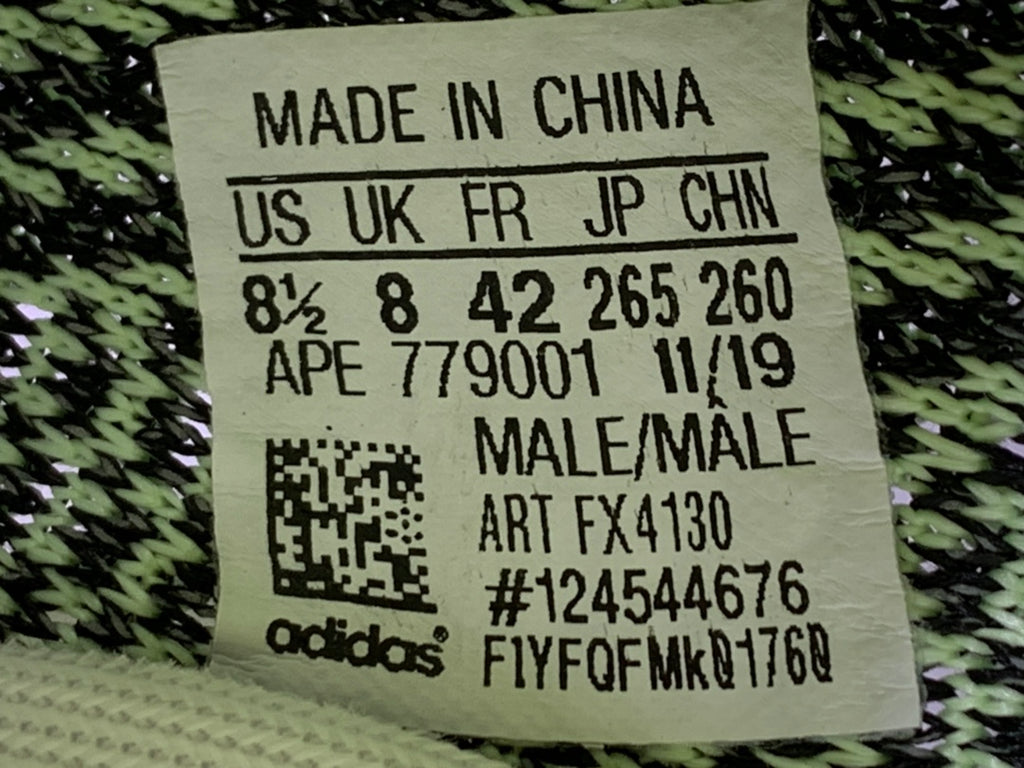 MADE IN CHINA
US UK FR JP CHN
8½ 8 42 265 260
APE 779001 11/19
MALE/MÂLE
ART FX4130
#124544676
F1YFQFMk01760
adidas®